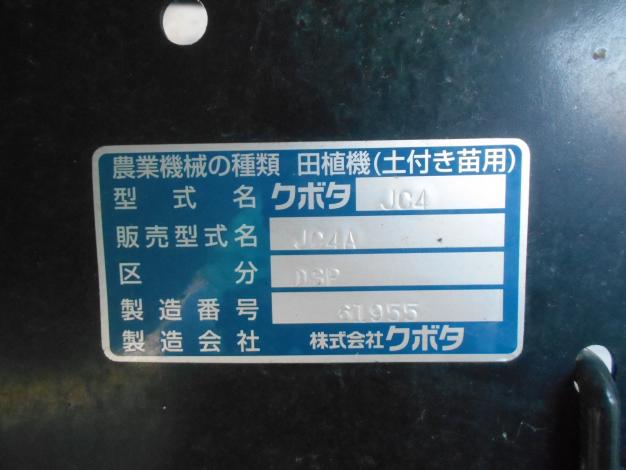 農業機械の種類 田植機(土付き苗用)
型式名 クボタ JC4
販売型式名 JC4A
区分 DSP
製造番号 61955
製造会社 株式会社クボタ